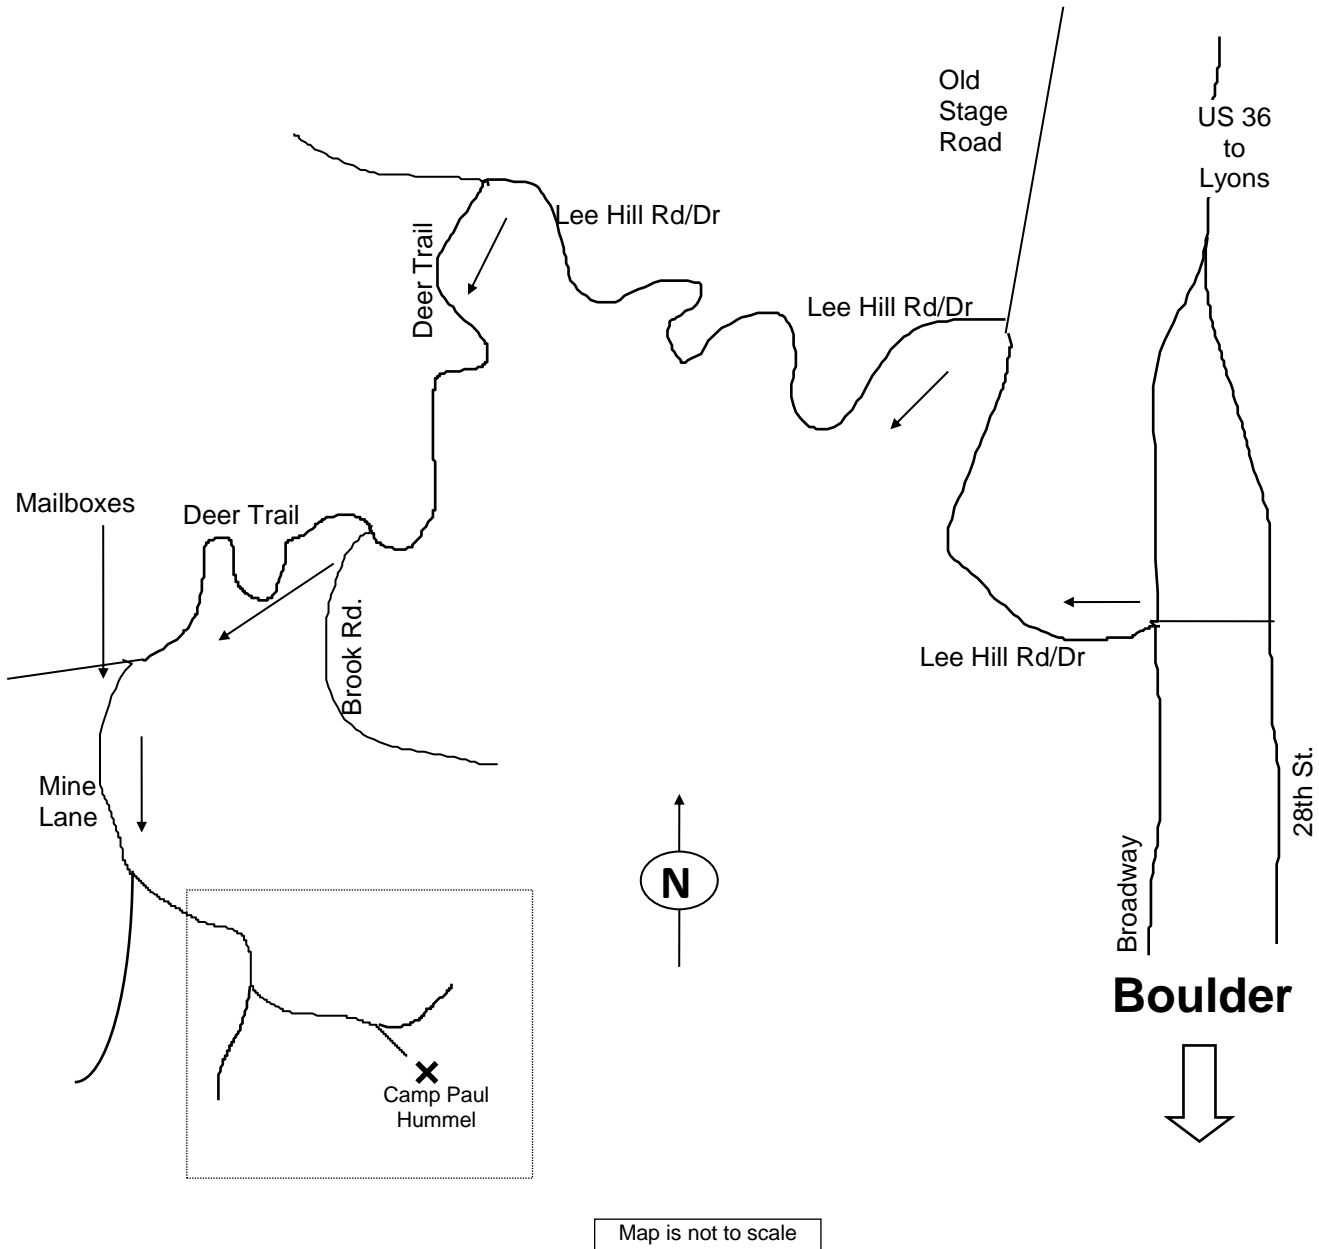 Old
Stage
Road
US 36
to
Lyons
Lee Hill Rd/Dr
Deer Trail
Lee Hill Rd/Dr
Mailboxes
Deer Trail
Brook Rd.
Lee Hill Rd/Dr
Mine
Lane
28th St.
Broadway
N
Boulder
Camp Paul
Hummel
Map is not to scale